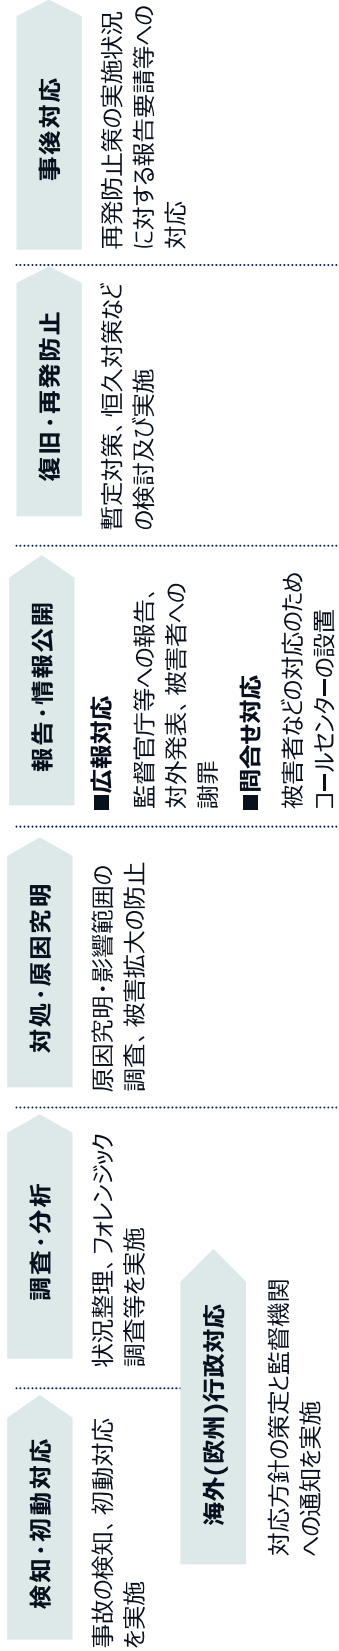 検知・初動対応
事故の検知、初動対応
を実施
調査・分析
状況整理、フォレンジック
調査等を実施
海外(欧州)行政対応
対応方針の策定と監督機関
への通知を実施
対処・原因究明
原因究明・影響範囲の
調査、被害拡大の防止
報告・情報公開
■広報対応
監督官庁等への報告、
対外発表、被害者への
謝罪
■問合せ対応
被害者などの対応のため
コールセンターの設置
復旧・再発防止
暫定対策、恒久対策など
の検討及び実施
事後対応
再発防止策の実施状況
に対する報告要請等への
対応